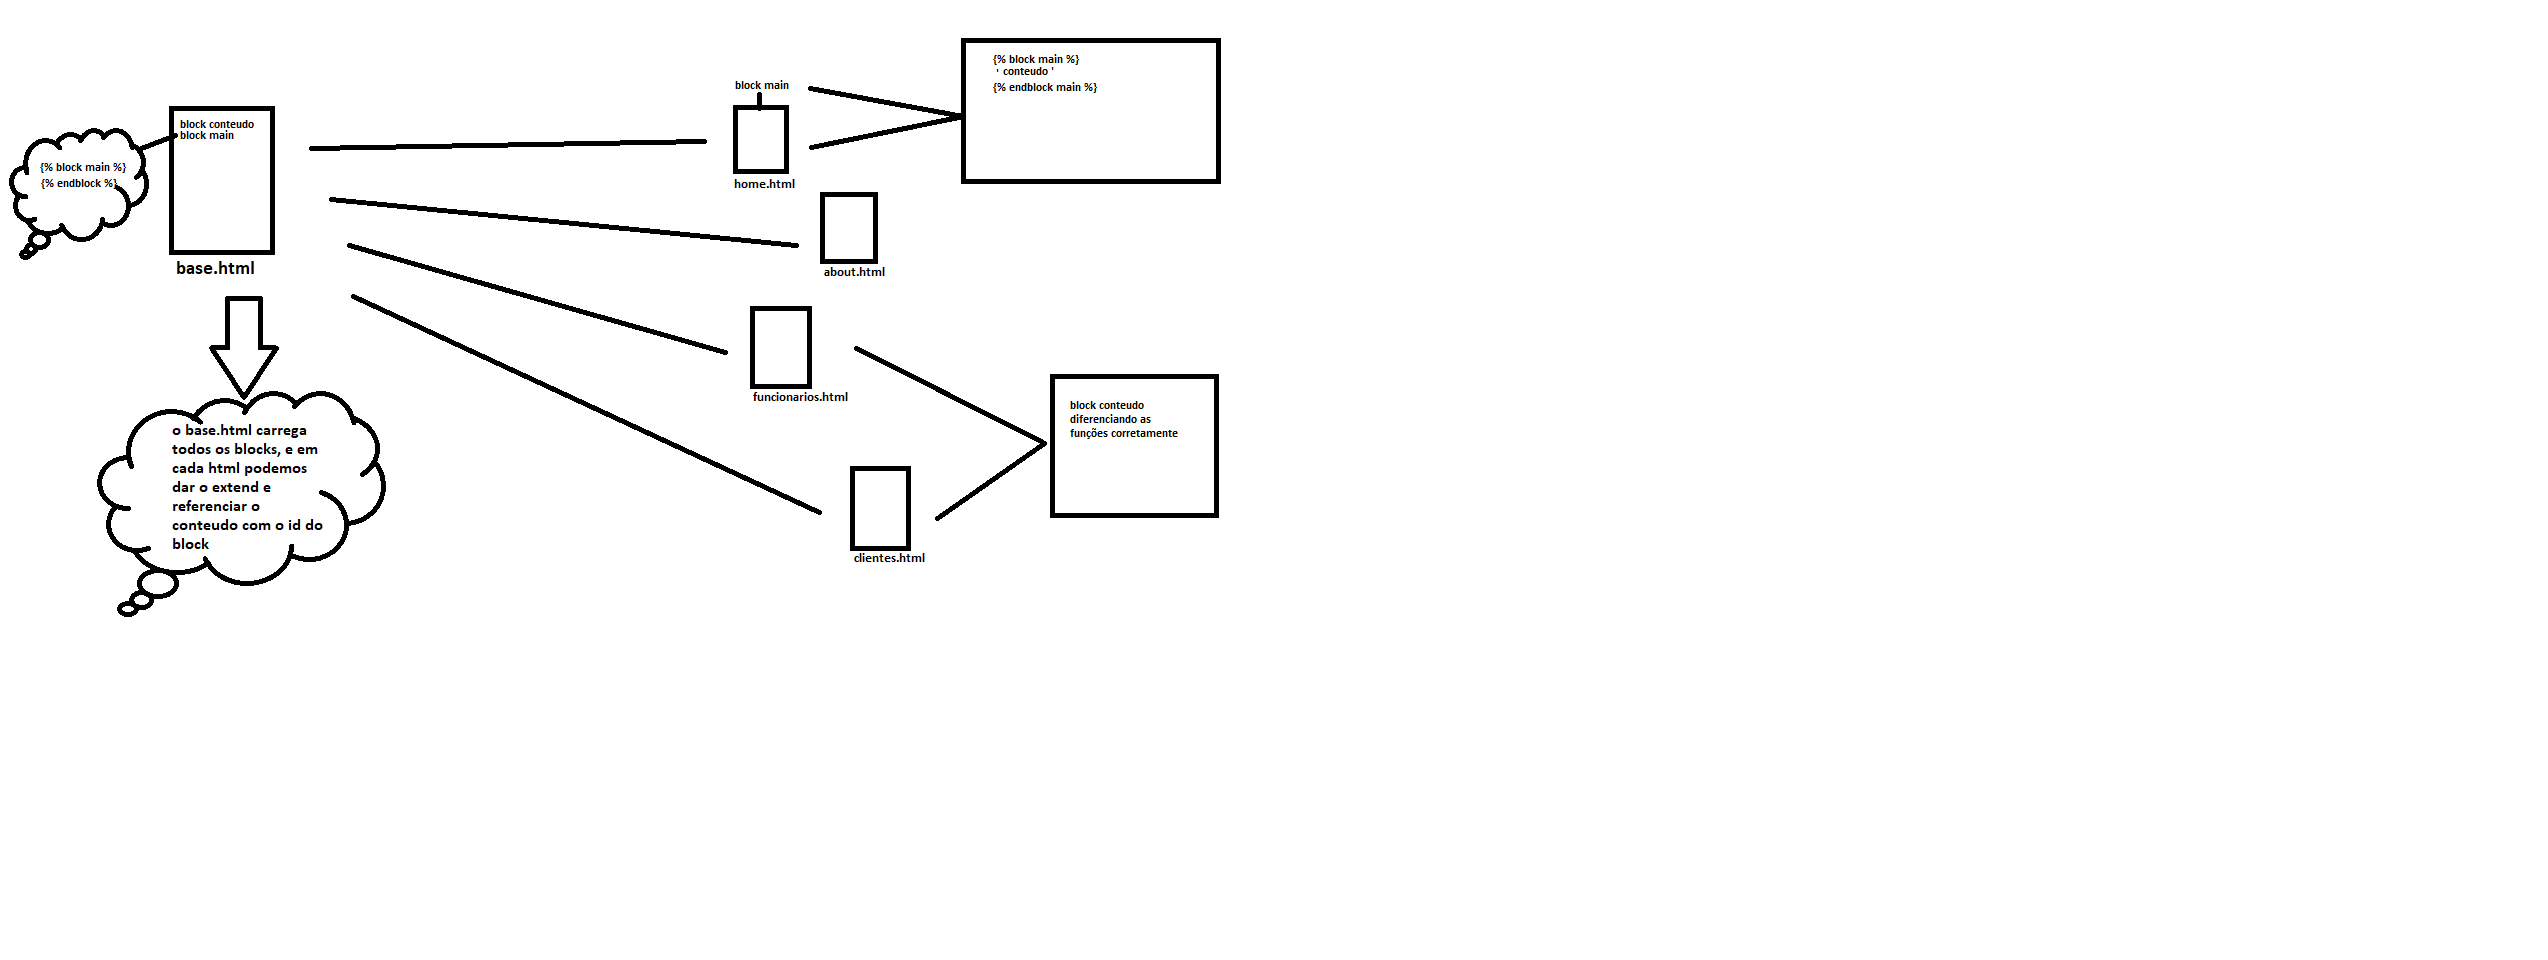 {% block main %}
{% endblock %}
block conteudo
block main
base.html
o base.html carrega
todos os blocks, e em
cada html podemos
dar o extend e
referenciar o
conteudo com o id do
block
block main
home.html
{% block main %}
' conteudo '
{% endblock main %}
about.html
funcionarios.html
clientes.html
block conteudo
diferenciando as
funções corretamente